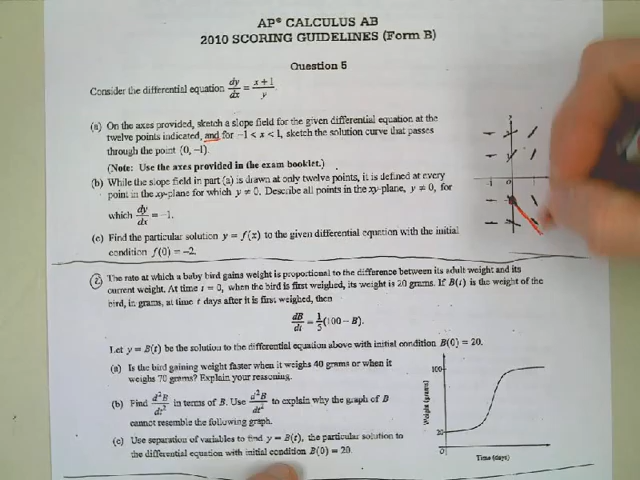 AP® CALCULUS AB
2010 SCORING GUIDELINES (Form B)
Question 5
Consider the differential equation dy/dx = x+1/y.
(a) On the axes provided, sketch a slope field for the given differential equation at the
twelve points indicated, and for −1 < x < 1, sketch the solution curve that passes
through the point (0, −1).
(Note: Use the axes provided in the exam booklet.)
(b) While the slope field in part (a) is drawn at only twelve points, it is defined at every
point in the xy-plane for which y ≠ 0. Describe all points in the xy-plane, y ≠ 0, for
which dy/dx = −1.
(c) Find the particular solution y = f(x) to the given differential equation with the initial
condition f(0) = −2.
-1 0
2. The rate at which a baby bird gains weight is proportional to the difference between its adult weight and its
current weight. At time t = 0, when the bird is first weighed, its weight is 20 grams. If B(t) is the weight of the
bird, in grams, at time t days after it is first weighed, then
dB/dt = 1/5(100 − B).
Let y = B(t) be the solution to the differential equation above with initial condition B(0) = 20.
(a) Is the bird gaining weight faster when it weighs 40 grams or when it
weighs 70 grams? Explain your reasoning.
(b) Find d²B/dt² in terms of B. Use d²B/dt² to explain why the graph of B
cannot resemble the following graph.
(c) Use separation of variables to find y = B(t), the particular solution to
the differential equation with initial condition B(0) = 20.
100
Weight (grams)
20
0
Time (days)